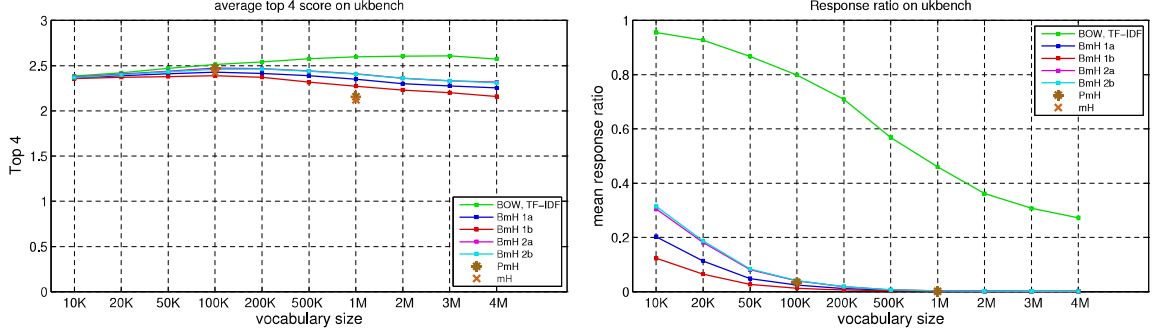 average top 4 score on ukbench
Top 4
3
2.5
2
1.5
1
0.5
0
10K 20K 50K 100K 200K 500K 1M 2M 3M 4M
vocabulary size
BOW, TF-IDF
BmH 1a
BmH 1b
BmH 2a
BmH 2b
PmH
mH
Response ratio on ukbench
mean response ratio
1
0.8
0.6
0.4
0.2
0
10K 20K 50K 100K 200K 500K 1M 2M 3M 4M
vocabulary size
BOW, TF-IDF
BmH 1a
BmH 1b
BmH 2a
BmH 2b
PmH
mH